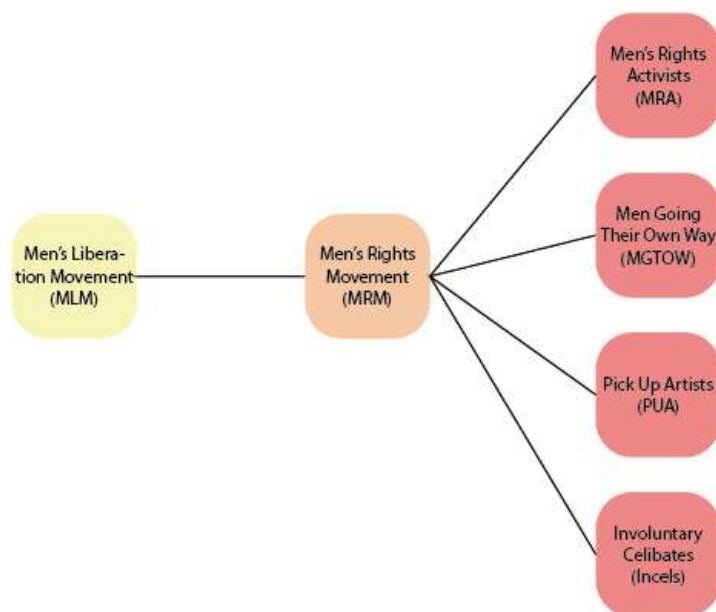 Men's Rights
Activists
(MRA)
Men's Libera-
tion Movement
(MLM)
Men's Rights
Movement
(MRM)
Men Going
Their Own Way
(MGTOW)
Pick Up Artists
(PUA)
Involuntary
Celibates
(Incels)